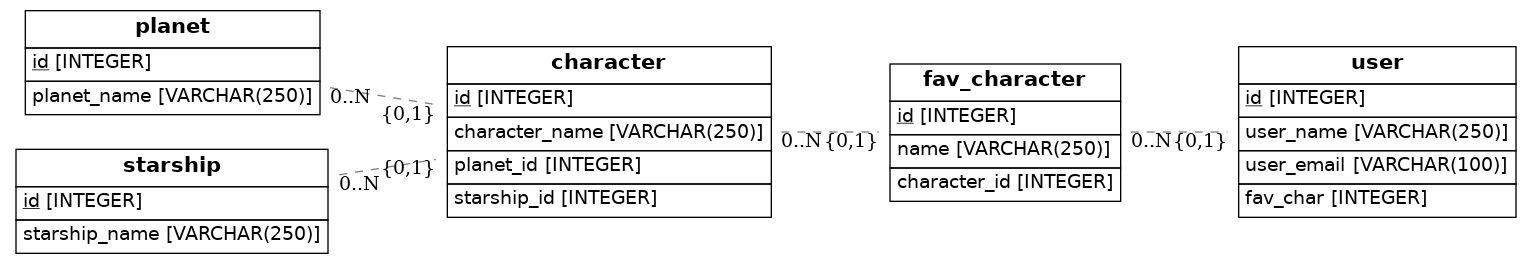 planet
id [INTEGER]
planet_name [VARCHAR(250)]
starship
id [INTEGER]
starship_name [VARCHAR(250)]
0..N
{0,1}
0..N
{0,1}
character
id [INTEGER]
character_name [VARCHAR(250)]
planet_id [INTEGER]
starship_id [INTEGER]
0..N
{0,1}
fav_character
id [INTEGER]
name [VARCHAR(250)]
character_id [INTEGER]
0..N
{0,1}
user
id [INTEGER]
user_name [VARCHAR(250)]
user_email [VARCHAR(100)]
fav_char [INTEGER]